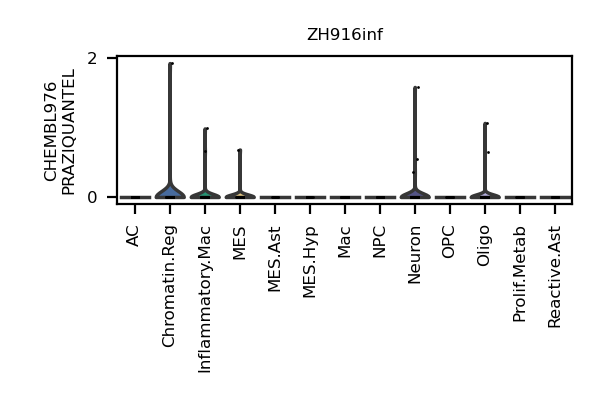 ZH916inf
CHEMBL976
PRAZIQUANTEL
2
0
AC
Chromatin.Reg
Inflammatory.Mac
MES
MES.Ast
MES.Hyp
Mac
NPC
Neuron
OPC
Oligo
Prolif.Metab
Reactive.Ast